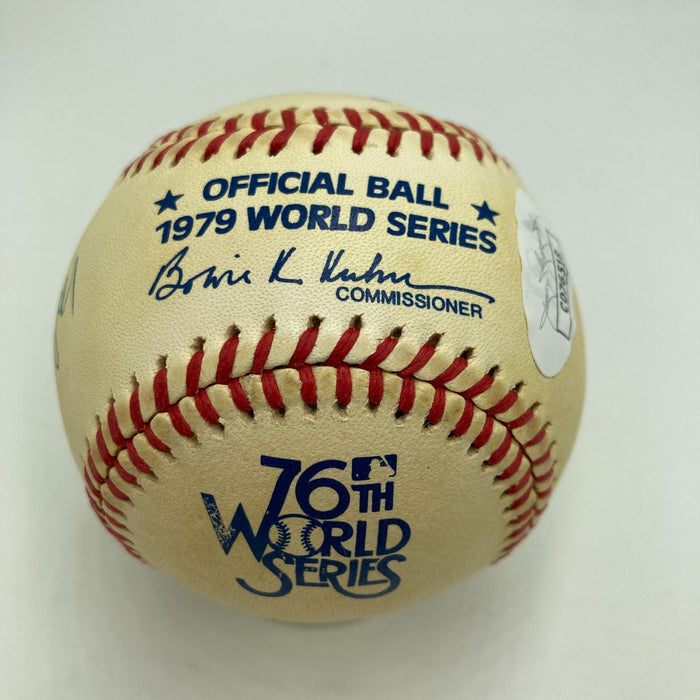 OFFICIAL BALL
1979 WORLD SERIES
Bowie K Kuhn
COMMISSIONER
76TH
WORLD
SERIES